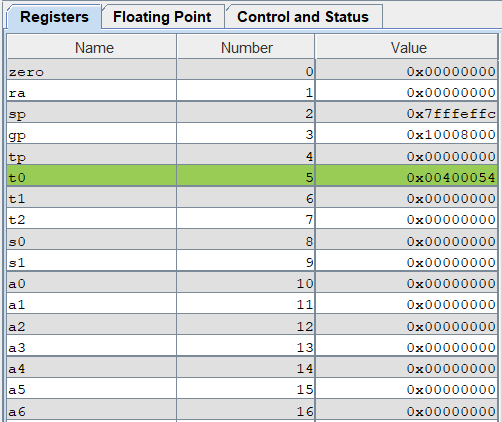 Registers Floating Point Control and Status
Name Number Value
zero 0 0x00000000
ra 1 0x00000000
sp 2 0x7fffeffc
gp 3 0x10008000
tp 4 0x00000000
t0 5 0x00400054
t1 6 0x00000000
t2 7 0x00000000
s0 8 0x00000000
s1 9 0x00000000
a0 10 0x00000000
a1 11 0x00000000
a2 12 0x00000000
a3 13 0x00000000
a4 14 0x00000000
a5 15 0x00000000
a6 16 0x00000000